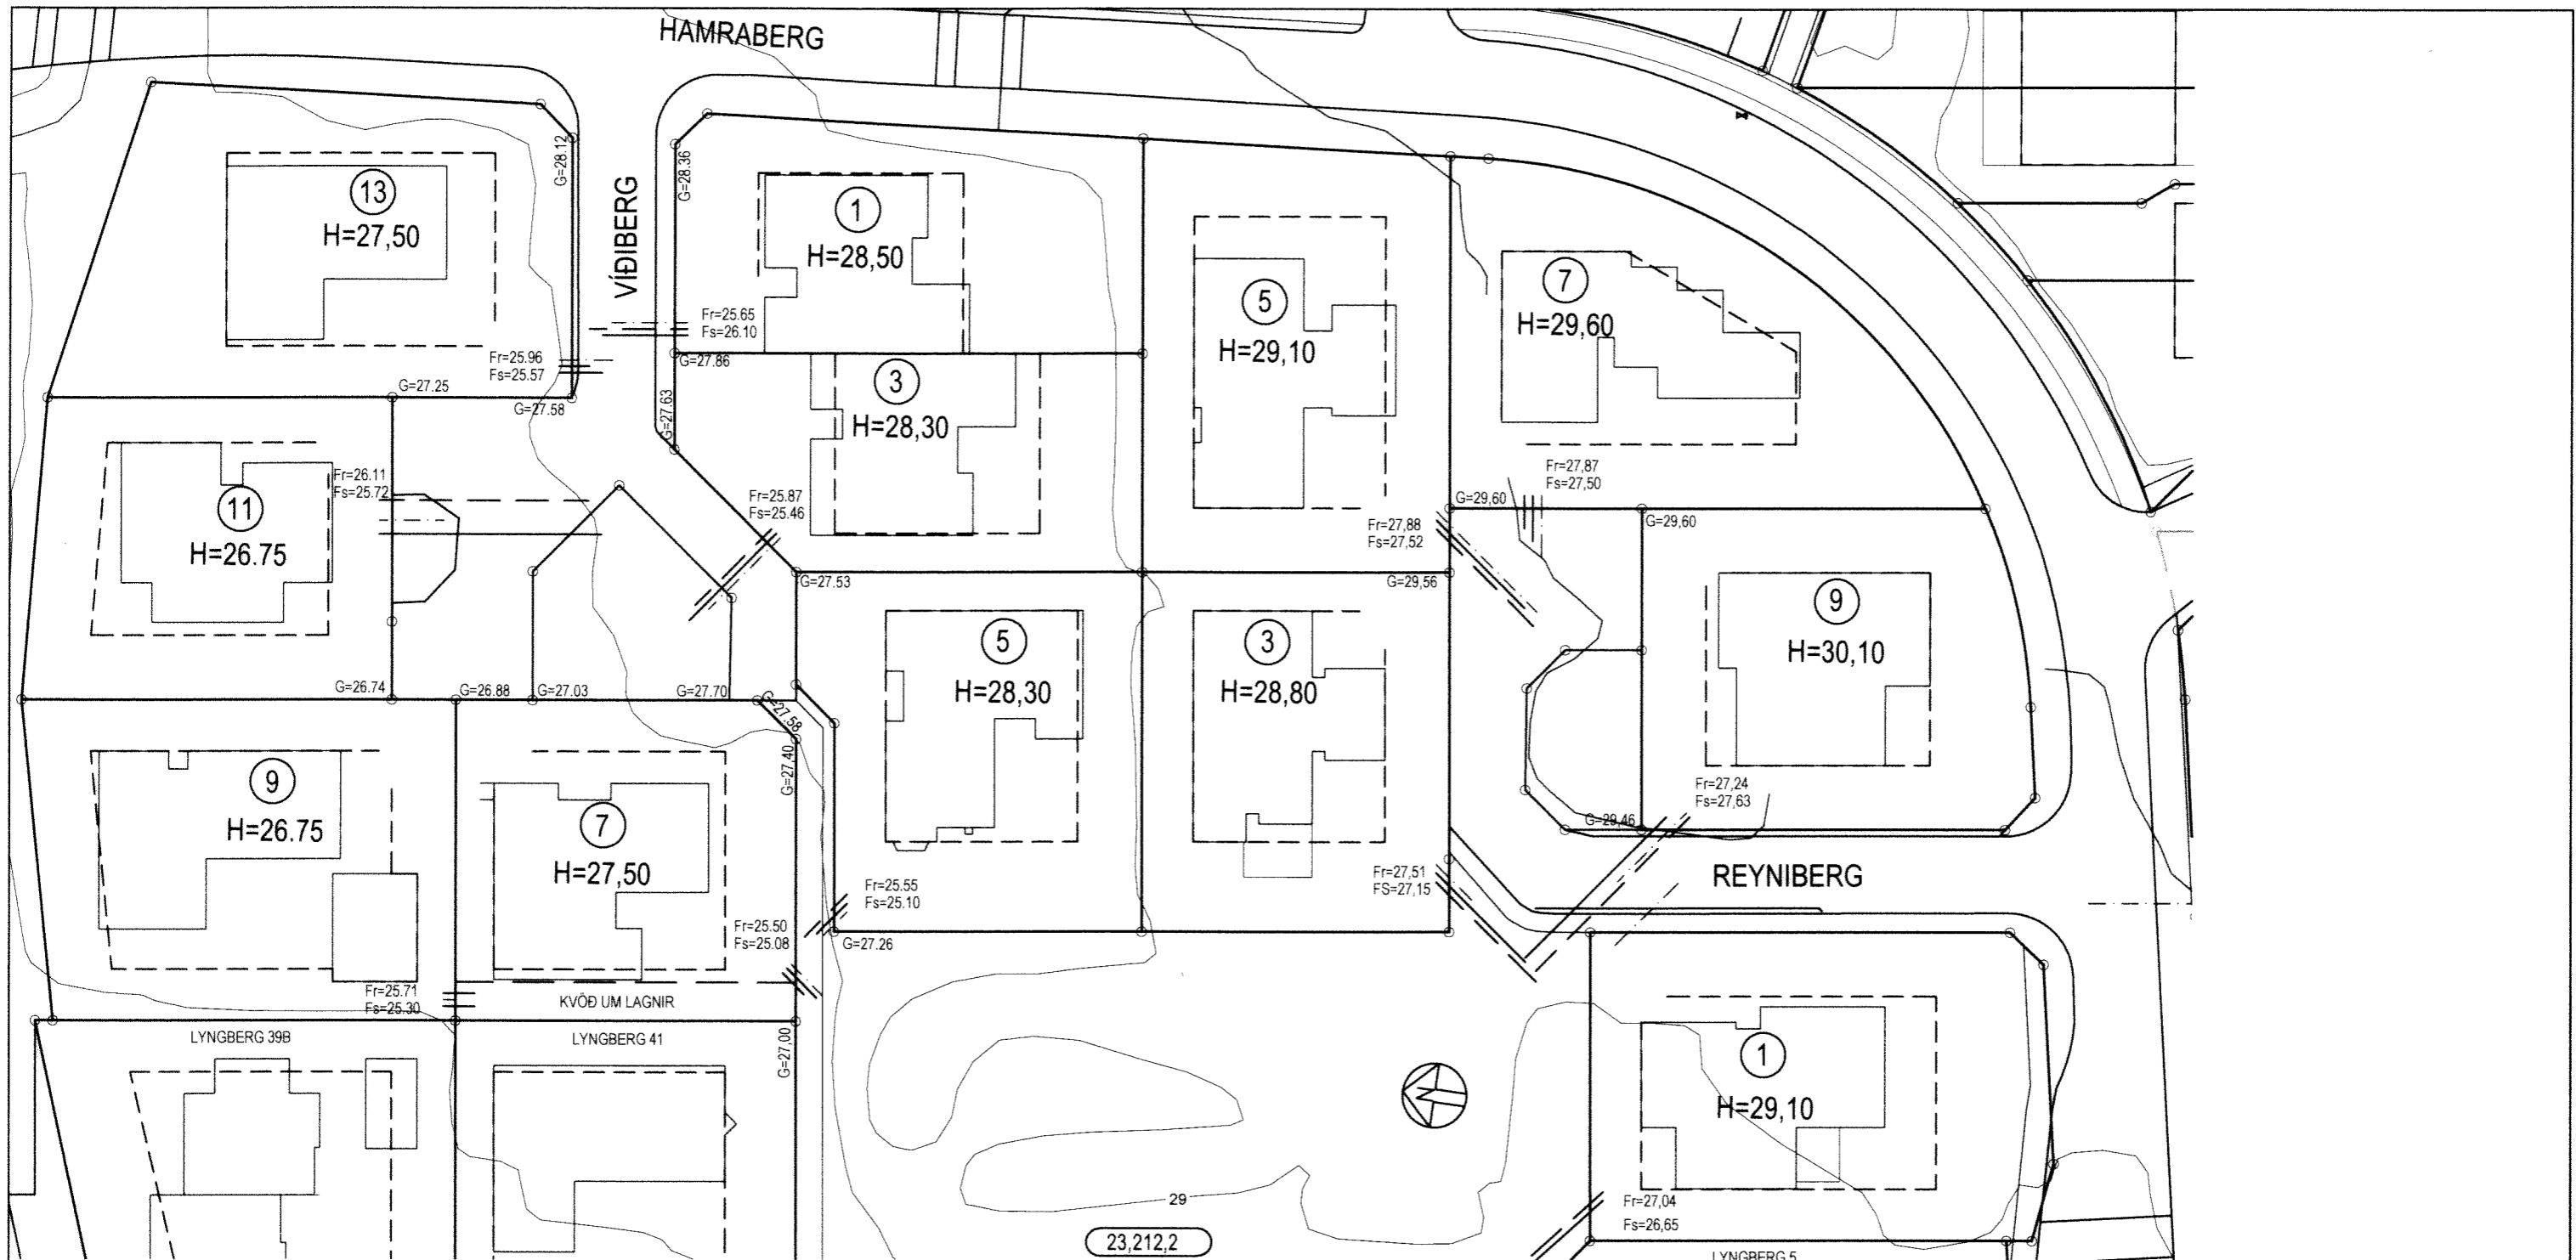 HAMRABERG
VÍÐIBERG
G=28.12
G=28.36
13
H=27,50
1
H=28,50
5
H=29,10
7
H=29,60
Fr=25.65
Fs=26.10
Fr=25.96
Fs=25.57
G=27.86
G=27.25
G=27.58
G=27.63
3
H=28,30
Fr=26.11
Fs=25.72
11
H=26.75
Fr=25.87
Fs=25.46
Fr=27,87
Fs=27,50
G=29,60
G=29,60
Fr=27,88
Fs=27,52
G=27.53
G=29,56
9
H=30,10
5
H=28,30
3
H=28,80
G=26.74
G=26.88
G=27.03
G=27.70
G=27.58
G=27,40
9
H=26.75
7
H=27,50
Fr=27,24
Fs=27,63
G=29,46
REYNIBERG
Fr=27,51
FS=27,15
Fr=25.55
Fs=25.10
Fr=25.50
Fs=25.08
G=27.26
Fr=25.71
Fs=25.30
KVÖÐ UM LAGNIR
LYNGBERG 39B
LYNGBERG 41
G=27,00
1
H=29,10
N
29
Fr=27,04
Fs=26,65
23,212,2
LYNGBERG 5